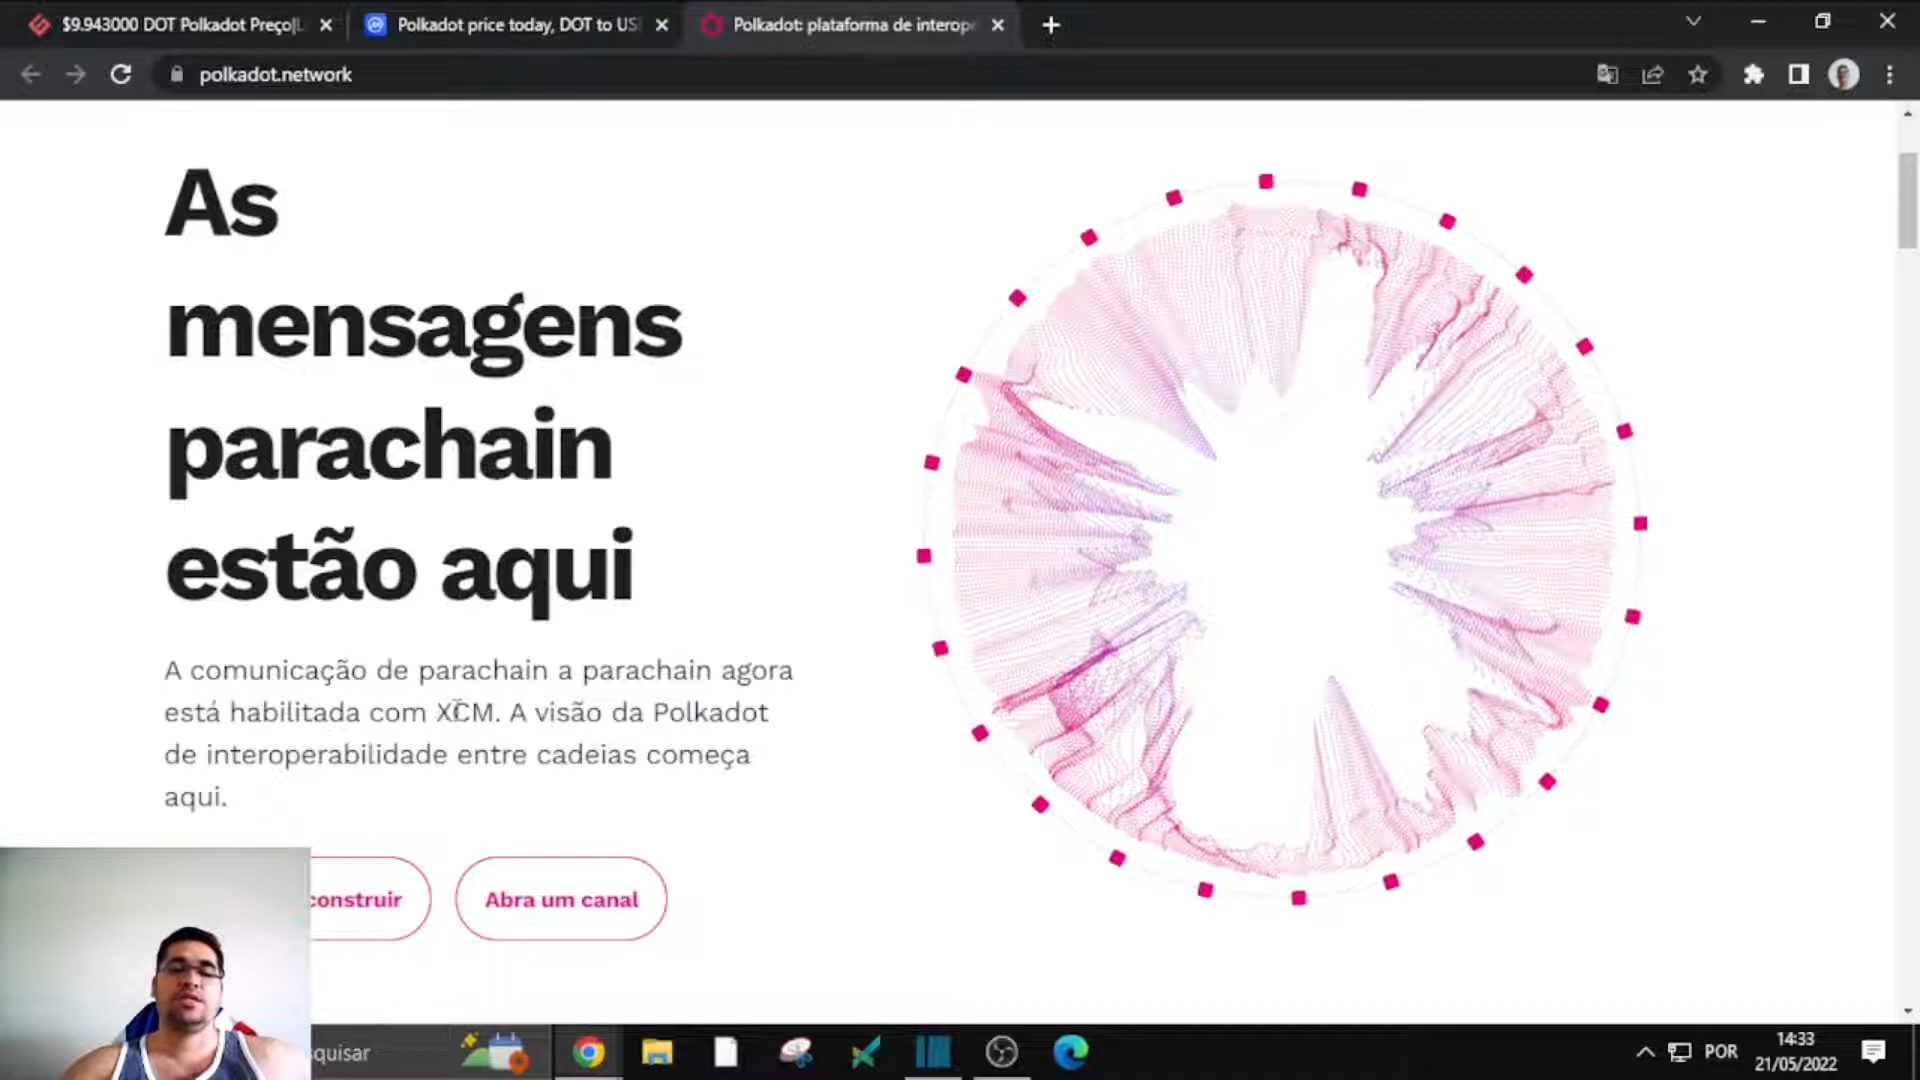 $9.943000 DOT Polkadot Preço|L
Polkadot price today, DOT to US
Polkadot: plataforma de interope
polkadot.network
As
mensagens
parachain
estão aqui
A comunicação de parachain a parachain agora
está habilitada com XCM. A visão da Polkadot
de interoperabilidade entre cadeias começa
aqui.
construir
Abra um canal
quisar
POR
14:33
21/05/2022